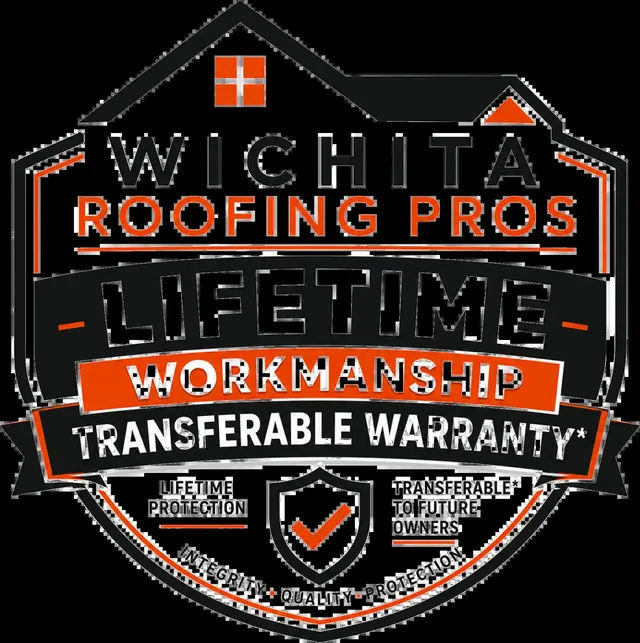 WICHITA
ROOFING PROS
LIFETIME
WORKMANSHIP
TRANSFERABLE WARRANTY*
LIFETIME
PROTECTION
TRANSFERABLE*
TO FUTURE
OWNERS
INTEGRITY • QUALITY • PROTECTION